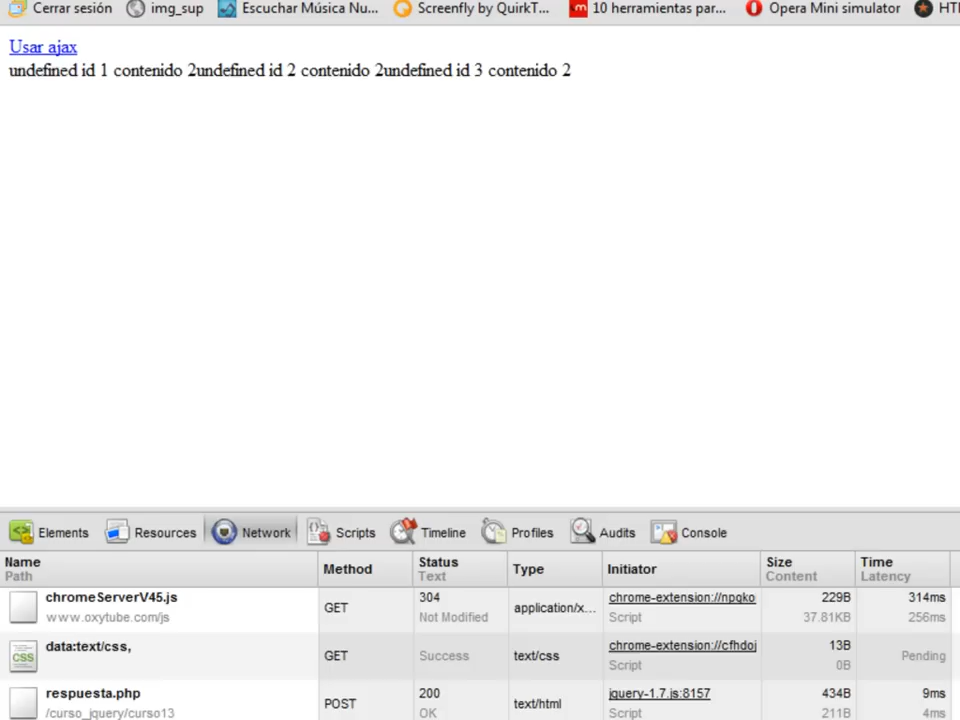 Cerrar sesión img_sup Escuchar Música Nu... Screenfly by QuirkT... 10 herramientas par... Opera Mini simulator
Usar ajax
undefined id 1 contenido 2undefined id 2 contenido 2undefined id 3 contenido 2
Elements Resources Network Scripts Timeline Profiles Audits Console
Name Method Status Type Initiator Size Time
Path Text Content Latency
chromeServerV45.js GET 304 application/x... chrome-extension://npqko 229B 314ms
www.oxytube.com/js Not Modified Script 37.81KB 256ms
data:text/css, GET Success text/css chrome-extension://cfhdoj 13B Pending
CSS Script 0B
respuesta.php POST 200 text/html jquery-1.7.js:8157 434B 9ms
/curso_jquery/curso13 OK Script 211B 4ms